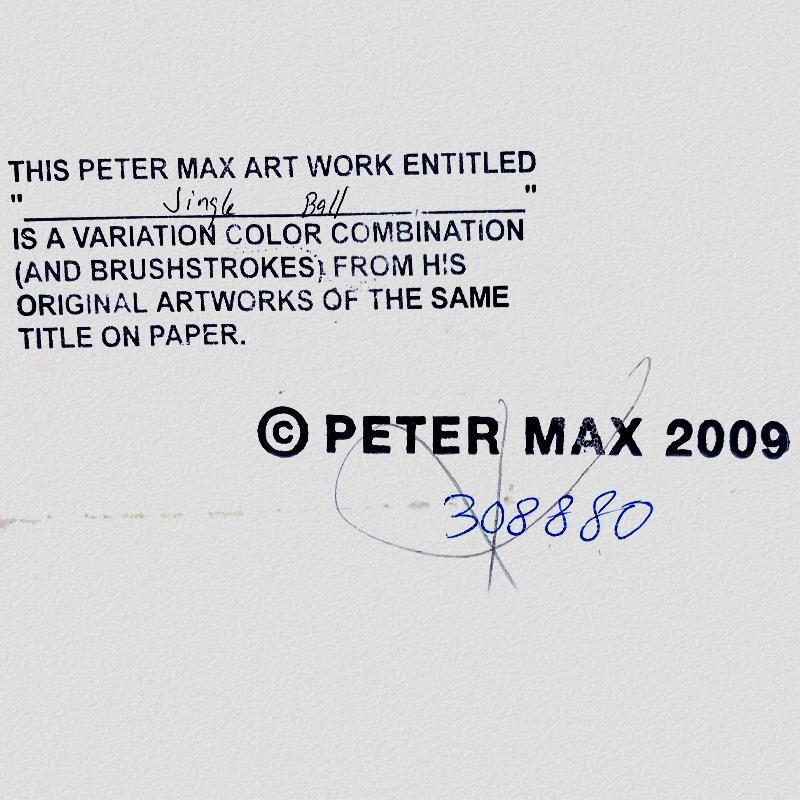 THIS PETER MAX ART WORK ENTITLED
" Jingle Ball "
IS A VARIATION COLOR COMBINATION
(AND BRUSHSTROKES) FROM HIS
ORIGINAL ARTWORKS OF THE SAME
TITLE ON PAPER.
© PETER MAX 2009
308880